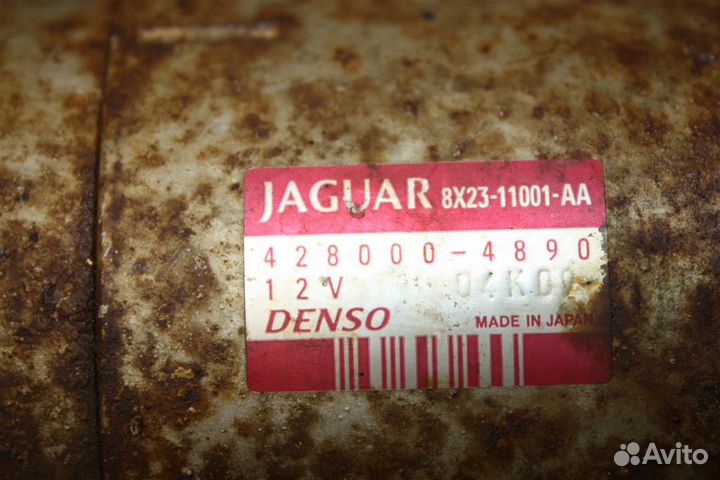 JAGUAR 8X23-11001-AA
428000-4890
12V
DENSO MADE IN JAPAN
Avito